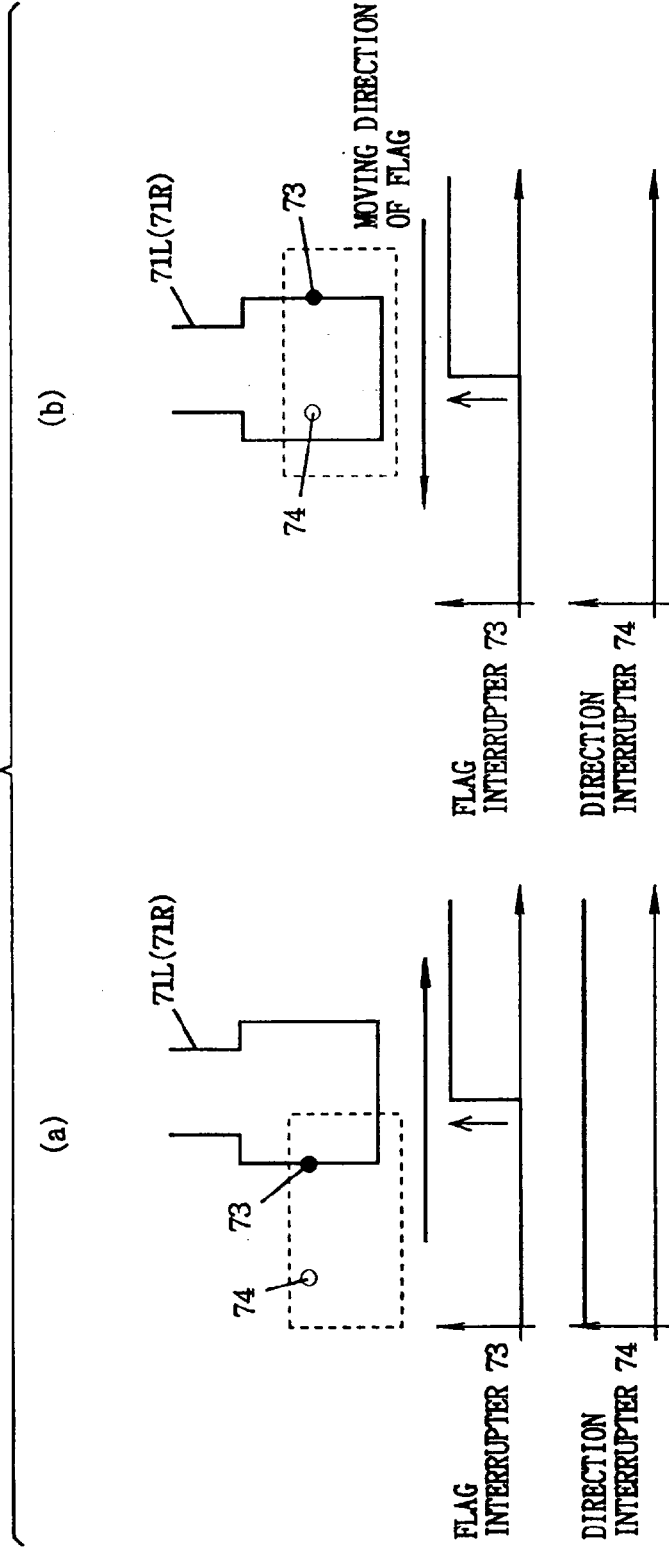 (a)
71L(71R)
73
74
FLAG
INTERRUPTER 73
DIRECTION
INTERRUPTER 74
(b)
71L(71R)
73
74
MOVING DIRECTION
OF FLAG
FLAG
INTERRUPTER 73
DIRECTION
INTERRUPTER 74